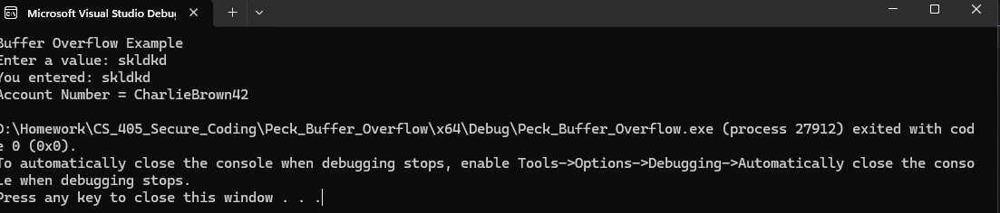 Microsoft Visual Studio Debug
Buffer Overflow Example
Enter a value: skldkd
You entered: skldkd
Account Number = CharlieBrown42
D:\Homework\CS_405_Secure_Coding\Peck_Buffer_Overflow\x64\Debug\Peck_Buffer_Overflow.exe (process 27912) exited with cod
e 0 (0x0).
To automatically close the console when debugging stops, enable Tools->Options->Debugging->Automatically close the conso
le when debugging stops.
Press any key to close this window . . .